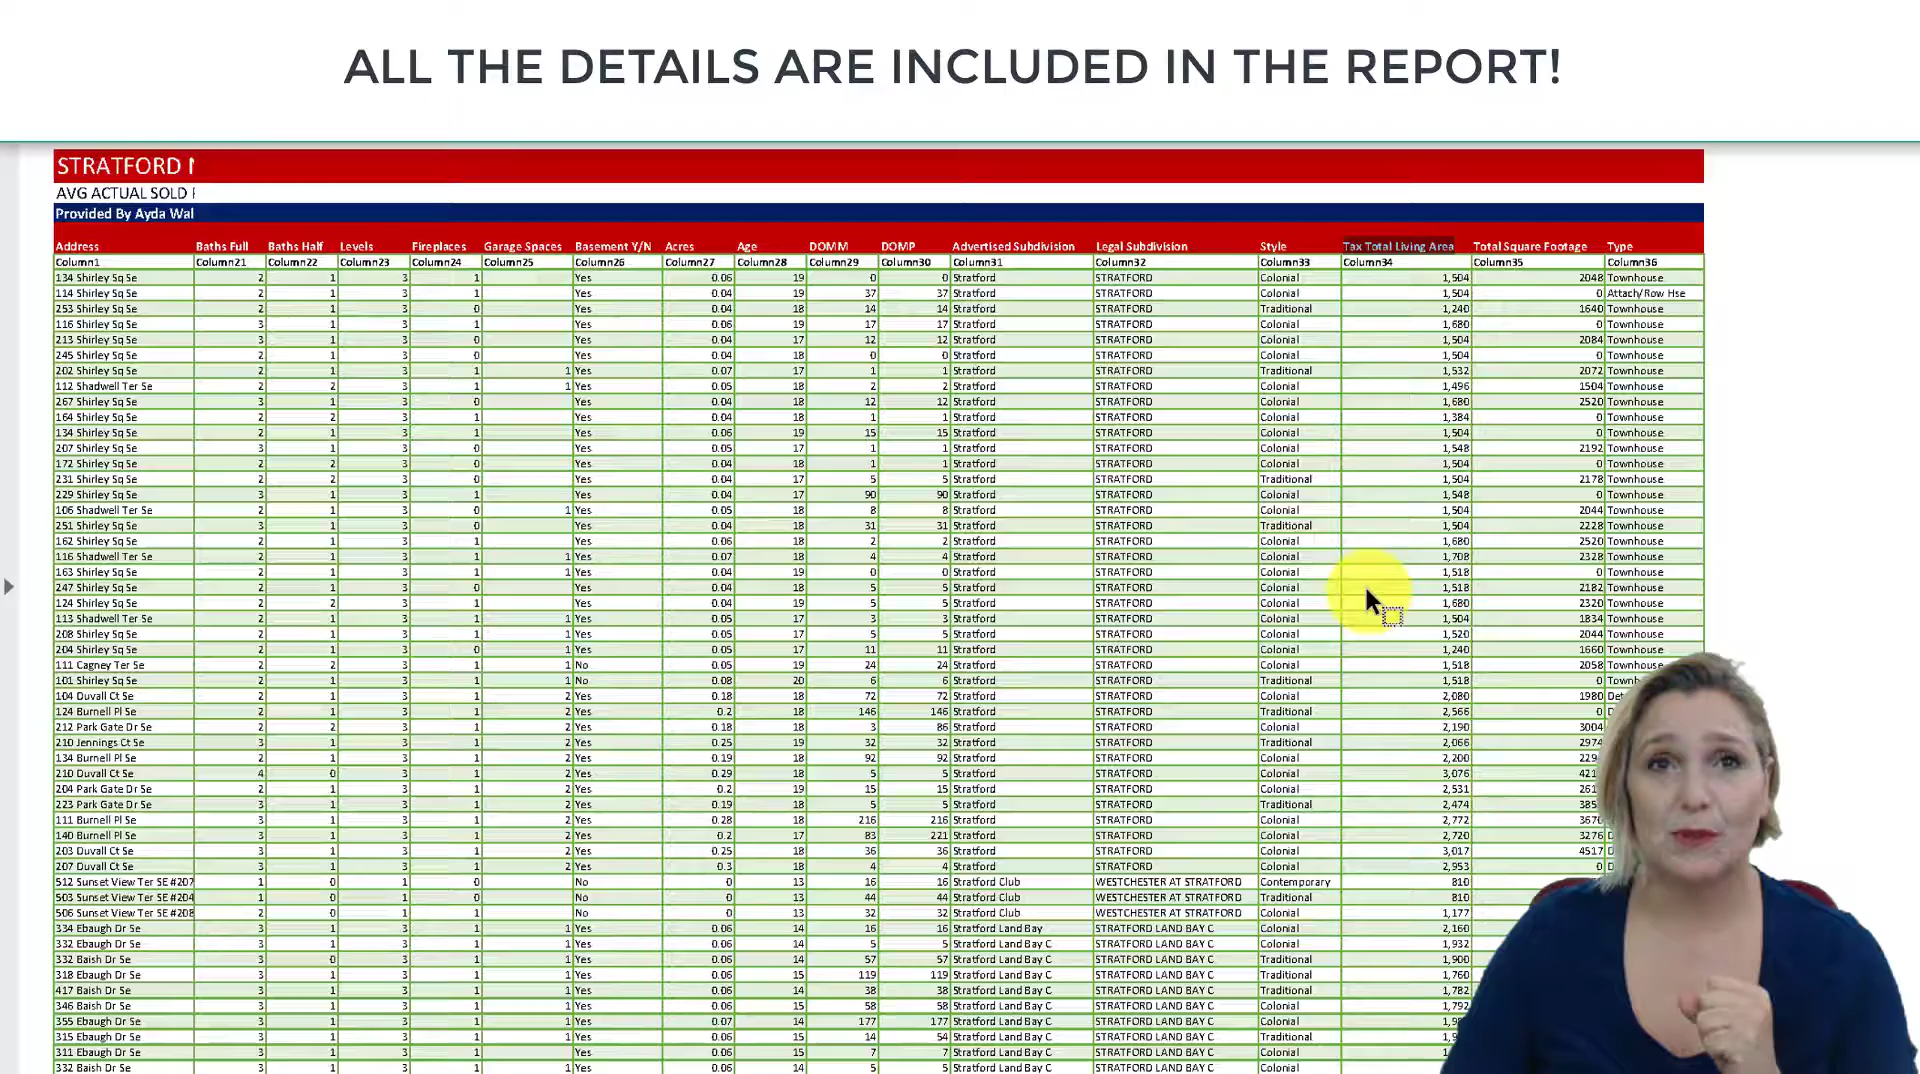 ALL THE DETAILS ARE INCLUDED IN THE REPORT!
STRATFORD
AVG ACTUAL SOLD
Provided By Ayda Wal
Address Baths Full Baths Half Levels Fireplaces Garage Spaces Basement Y/N Acres Age DOMM DOMP Advertised Subdivision Legal Subdivision Style Tax Total Living Area Total Square Footage Type
Column1 Column21 Column22 Column23 Column24 Column25 Column26 Column27 Column28 Column29 Column30 Column31 Column32 Column33 Column34 Column35 Column36
134 Shirley Sq Se 2 1 3 1 Yes 0.06 19 0 0 Stratford STRATFORD Colonial 1,504 2048 Townhouse
114 Shirley Sq Se 2 1 3 1 Yes 0.04 19 37 37 Stratford STRATFORD Colonial 1,504 0 Attach/Row Hse
253 Shirley Sq Se 2 1 3 0 Yes 0.04 18 14 14 Stratford STRATFORD Traditional 1,240 1640 Townhouse
116 Shirley Sq Se 3 1 3 1 Yes 0.06 19 17 17 Stratford STRATFORD Colonial 1,680 0 Townhouse
213 Shirley Sq Se 3 1 3 0 Yes 0.04 17 12 12 Stratford STRATFORD Colonial 1,504 2084 Townhouse
245 Shirley Sq Se 2 1 3 0 Yes 0.04 18 0 0 Stratford STRATFORD Colonial 1,504 0 Townhouse
202 Shirley Sq Se 2 1 3 1 1 Yes 0.07 17 1 1 Stratford STRATFORD Traditional 1,532 2072 Townhouse
112 Shadwell Ter Se 2 2 3 1 1 Yes 0.05 18 2 2 Stratford STRATFORD Colonial 1,496 1504 Townhouse
267 Shirley Sq Se 3 1 3 0 Yes 0.04 18 12 12 Stratford STRATFORD Colonial 1,680 2520 Townhouse
164 Shirley Sq Se 2 2 3 1 Yes 0.04 18 1 1 Stratford STRATFORD Colonial 1,384 0 Townhouse
134 Shirley Sq Se 2 1 3 1 Yes 0.06 19 15 15 Stratford STRATFORD Colonial 1,504 0 Townhouse
207 Shirley Sq Se 3 1 3 0 Yes 0.05 17 1 1 Stratford STRATFORD Colonial 1,548 2192 Townhouse
172 Shirley Sq Se 2 2 3 0 Yes 0.04 18 1 1 Stratford STRATFORD Colonial 1,504 0 Townhouse
231 Shirley Sq Se 2 2 3 0 Yes 0.04 17 5 5 Stratford STRATFORD Traditional 1,504 2178 Townhouse
229 Shirley Sq Se 3 1 3 1 Yes 0.04 17 90 90 Stratford STRATFORD Colonial 1,548 0 Townhouse
106 Shadwell Ter Se 2 1 3 0 1 Yes 0.05 18 8 8 Stratford STRATFORD Colonial 1,504 2044 Townhouse
251 Shirley Sq Se 3 1 3 0 Yes 0.04 18 31 31 Stratford STRATFORD Traditional 1,504 2228 Townhouse
162 Shirley Sq Se 2 1 3 1 Yes 0.06 18 2 2 Stratford STRATFORD Colonial 1,680 2520 Townhouse
116 Shadwell Ter Se 2 1 3 1 1 Yes 0.07 18 4 4 Stratford STRATFORD Colonial 1,708 2328 Townhouse
163 Shirley Sq Se 2 1 3 1 1 Yes 0.04 19 0 0 Stratford STRATFORD Colonial 1,518 0 Townhouse
247 Shirley Sq Se 2 1 3 0 Yes 0.04 18 5 5 Stratford STRATFORD Colonial 1,518 2182 Townhouse
124 Shirley Sq Se 2 2 3 1 Yes 0.04 19 5 5 Stratford STRATFORD Colonial 1,680 2320 Townhouse
113 Shadwell Ter Se 2 1 3 1 1 Yes 0.05 17 3 3 Stratford STRATFORD Colonial 1,504 1834 Townhouse
208 Shirley Sq Se 2 1 3 1 1 Yes 0.05 17 5 5 Stratford STRATFORD Colonial 1,520 2044 Townhouse
204 Shirley Sq Se 2 1 3 0 1 Yes 0.05 17 11 11 Stratford STRATFORD Colonial 1,240 1660 Townhouse
111 Cagney Ter Se 2 2 3 1 1 No 0.05 19 24 24 Stratford STRATFORD Colonial 1,518 2058 Townhouse
101 Shirley Sq Se 2 1 3 1 1 No 0.08 20 6 6 Stratford STRATFORD Traditional 1,518 0
104 Duvall Ct Se 2 1 3 1 2 Yes 0.18 18 72 72 Stratford STRATFORD Colonial 2,080 1980
124 Burnell Pl Se 2 1 3 1 2 Yes 0.2 18 146 146 Stratford STRATFORD Traditional 2,566 0
212 Park Gate Dr Se 2 2 3 1 2 Yes 0.18 18 3 86 Stratford STRATFORD Colonial 2,190 3004
210 Jennings Ct Se 3 1 3 1 2 Yes 0.25 19 32 32 Stratford STRATFORD Traditional 2,066 2974
134 Burnell Pl Se 2 1 3 1 2 Yes 0.19 18 92 92 Stratford STRATFORD Colonial 2,200 229
210 Duvall Ct Se 4 0 3 1 2 Yes 0.29 18 5 5 Stratford STRATFORD Colonial 3,076 421
204 Park Gate Dr Se 2 1 3 1 2 Yes 0.2 19 15 15 Stratford STRATFORD Colonial 2,531 261
223 Park Gate Dr Se 3 1 3 1 2 Yes 0.19 18 5 5 Stratford STRATFORD Traditional 2,474 385
111 Burnell Pl Se 3 1 3 1 2 Yes 0.28 18 216 216 Stratford STRATFORD Colonial 2,772 3676
140 Burnell Pl Se 3 1 3 1 2 Yes 0.2 17 83 221 Stratford STRATFORD Colonial 2,720 3276
203 Duvall Ct Se 3 1 3 1 2 Yes 0.25 18 36 36 Stratford STRATFORD Colonial 3,017 4517
207 Duvall Ct Se 3 1 3 1 2 Yes 0.3 18 4 4 Stratford STRATFORD Colonial 2,953 0
512 Sunset View Ter SE #207 1 0 1 0 No 0 13 16 16 Stratford Club WESTCHESTER AT STRATFORD Contemporary 810
503 Sunset View Ter SE #204 1 0 1 0 No 0 13 44 44 Stratford Club WESTCHESTER AT STRATFORD Traditional 810
506 Sunset View Ter SE #208 2 0 1 1 No 0 13 32 32 Stratford Club WESTCHESTER AT STRATFORD Colonial 1,177
334 Ebaugh Dr Se 3 1 3 1 1 Yes 0.06 14 16 16 Stratford Land Bay STRATFORD LAND BAY C Colonial 2,160
332 Ebaugh Dr Se 3 1 3 1 1 Yes 0.06 14 5 5 Stratford Land Bay C STRATFORD LAND BAY C Colonial 1,932
332 Baish Dr Se 3 0 3 1 1 Yes 0.06 14 57 57 Stratford Land Bay C STRATFORD LAND BAY C Traditional 1,900
318 Ebaugh Dr Se 3 1 3 1 1 Yes 0.06 15 119 119 Stratford Land Bay C STRATFORD LAND BAY C Traditional 1,760
417 Baish Dr Se 3 1 3 1 1 Yes 0.06 14 38 38 Stratford Land Bay C STRATFORD LAND BAY C Traditional 1,782
346 Baish Dr Se 3 1 3 1 1 Yes 0.06 15 58 58 Stratford Land Bay C STRATFORD LAND BAY C Colonial 1,792
355 Ebaugh Dr Se 3 1 3 1 1 Yes 0.07 14 177 177 Stratford Land Bay C STRATFORD LAND BAY C Colonial
315 Ebaugh Dr Se 3 1 3 1 1 Yes 0.06 15 14 54 Stratford Land Bay C STRATFORD LAND BAY C Traditional
311 Ebaugh Dr Se 3 1 3 1 Yes 0.06 15 7 7 Stratford Land Bay C STRATFORD LAND BAY C Colonial
332 Baish Dr Se 3 1 3 1 1 Yes 0.06 14 5 5 Stratford Land Bay C STRATFORD LAND BAY C Colonial